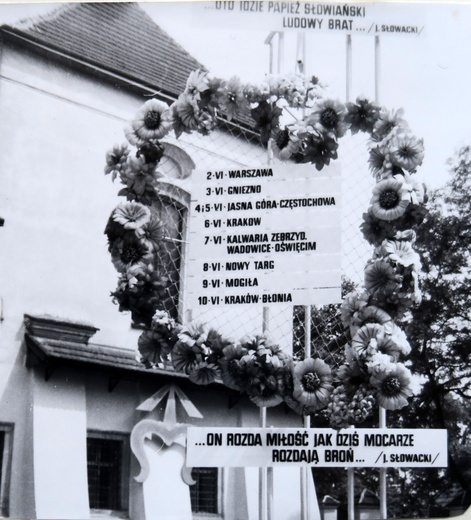 ...OTO IDZIE PAPIEŻ SŁOWIAŃSKI
LUDOWY BRAT... /J. SŁOWACKI/
2·VI·WARSZAWA
3·VI·GNIEZNO
4i5·VI·JASNA GÓRA-CZĘSTOCHOWA
6·VI·KRAKOW
7·VI·KALWARIA ZEBRZYD.
WADOWICE-OŚWIĘCIM
8·VI·NOWY TARG
9·VI·MOGIŁA
10·VI·KRAKÓW-BŁONIA
...ON ROZDA MIŁOŚĆ JAK DZIŚ MOCARZE
ROZDAJĄ BROŃ... /J. SŁOWACKI/